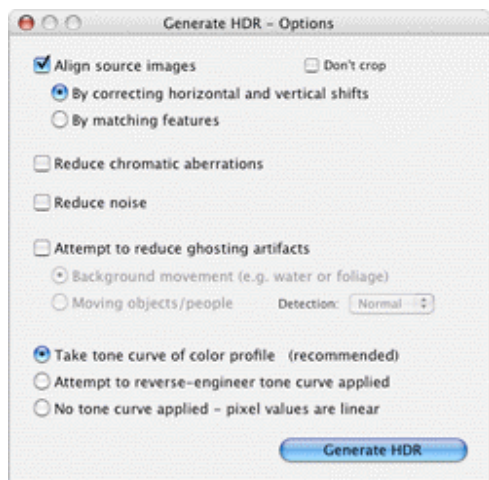 Generate HDR – Options
Align source images Don't crop
By correcting horizontal and vertical shifts
By matching features
Reduce chromatic aberrations
Reduce noise
Attempt to reduce ghosting artifacts
Background movement (e.g. water or foliage)
Moving objects/people Detection: Normal
Take tone curve of color profile (recommended)
Attempt to reverse-engineer tone curve applied
No tone curve applied – pixel values are linear
Generate HDR